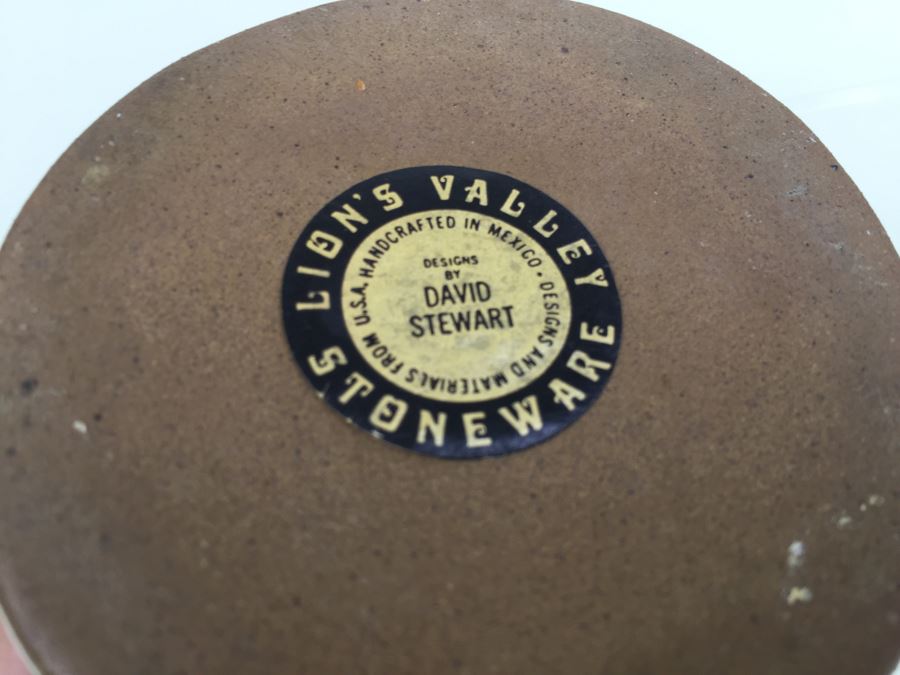 LION'S VALLEY
STONEWARE
HANDCRAFTED IN MEXICO • DESIGNS AND MATERIALS FROM U.S.A.
DESIGNS
BY
DAVID
STEWART